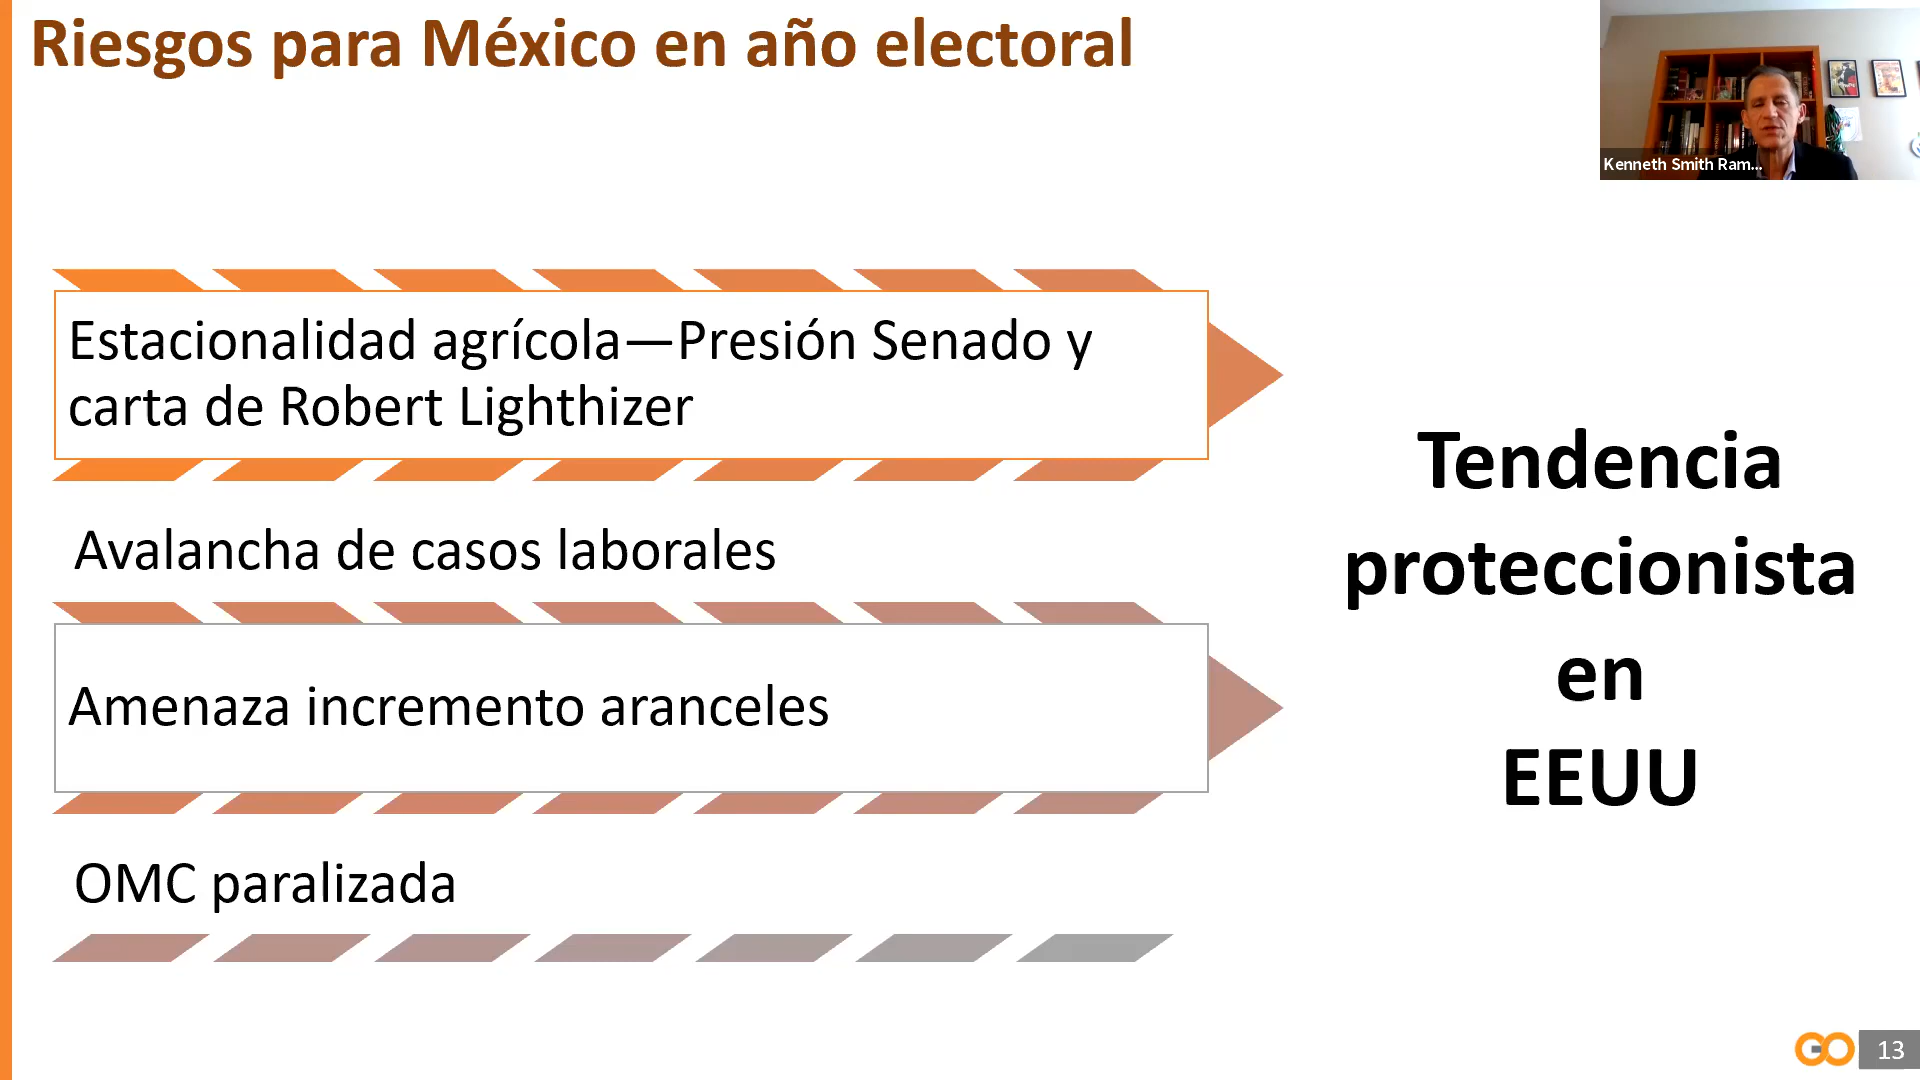 Riesgos para México en año electoral
Kenneth Smith Ram...
Estacionalidad agrícola—Presión Senado y
carta de Robert Lighthizer
Avalancha de casos laborales
Amenaza incremento aranceles
OMC paralizada
Tendencia
proteccionista
en
EEUU
GO
13